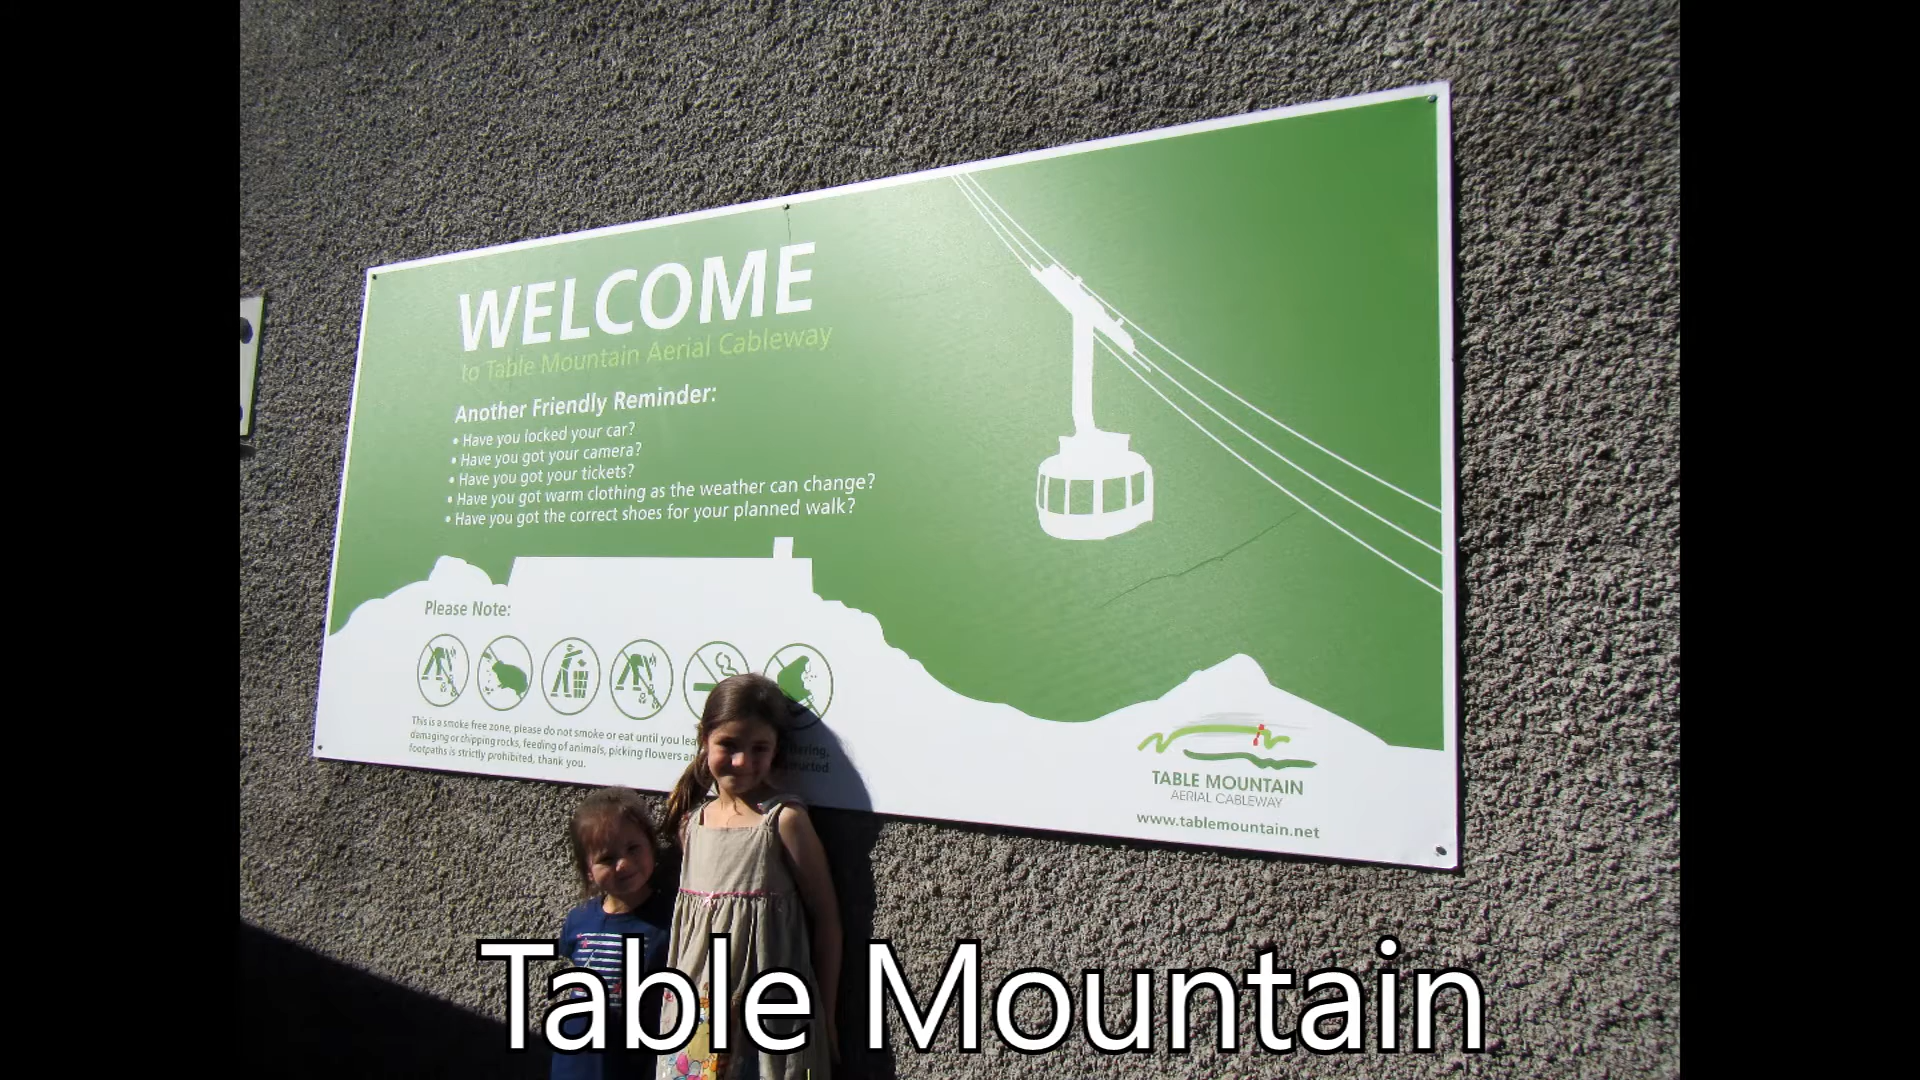 WELCOME
to Table Mountain Aerial Cableway
Another Friendly Reminder:
• Have you locked your car?
• Have you got your camera?
• Have you got your tickets?
• Have you got warm clothing as the weather can change?
• Have you got the correct shoes for your planned walk?
Please Note:
This is a smoke free zone, please do not smoke or eat until you
damaging or chipping rocks, feeding of animals, picking flowers
footpaths is strictly prohibited, thank you.
TABLE MOUNTAIN
AERIAL CABLEWAY
www.tablemountain.net
Table Mountain